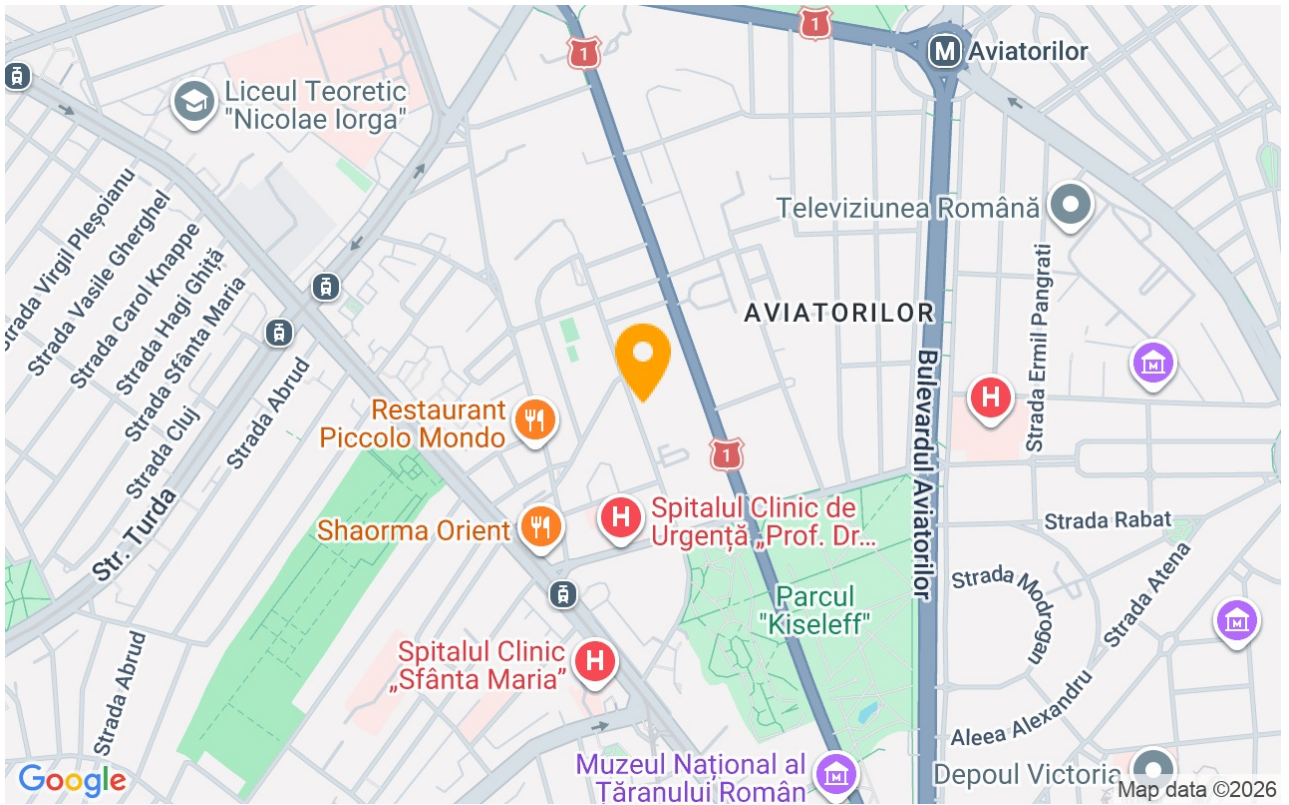 1
1
M
Aviatorilor
Liceul Teoretic
"Nicolae Iorga"
Televiziunea Română
Strada Virgil Pleșoianu
Strada Vasile Gherghel
Strada Carol Knappe
Strada Hagi Ghiță
Strada Sfânta Maria
Strada Cluj
Strada Abrud
Str. Turda
AVIATORILOR
Strada Ermil Pangrati
Bulevardul Aviatorilor
M
H
Restaurant
Piccolo Mondo
1
Shaorma Orient
H
Spitalul Clinic de
Urgență „Prof. Dr...
Strada Rabat
Strada Atena
Strada Modrogan
Parcul
"Kiseleff"
M
Spitalul Clinic
„Sfânta Maria”
H
Strada Abrud
Aleea Alexandru
Muzeul Național al
Țăranului Român
M
Depoul Victoria
Google
Map data ©2026